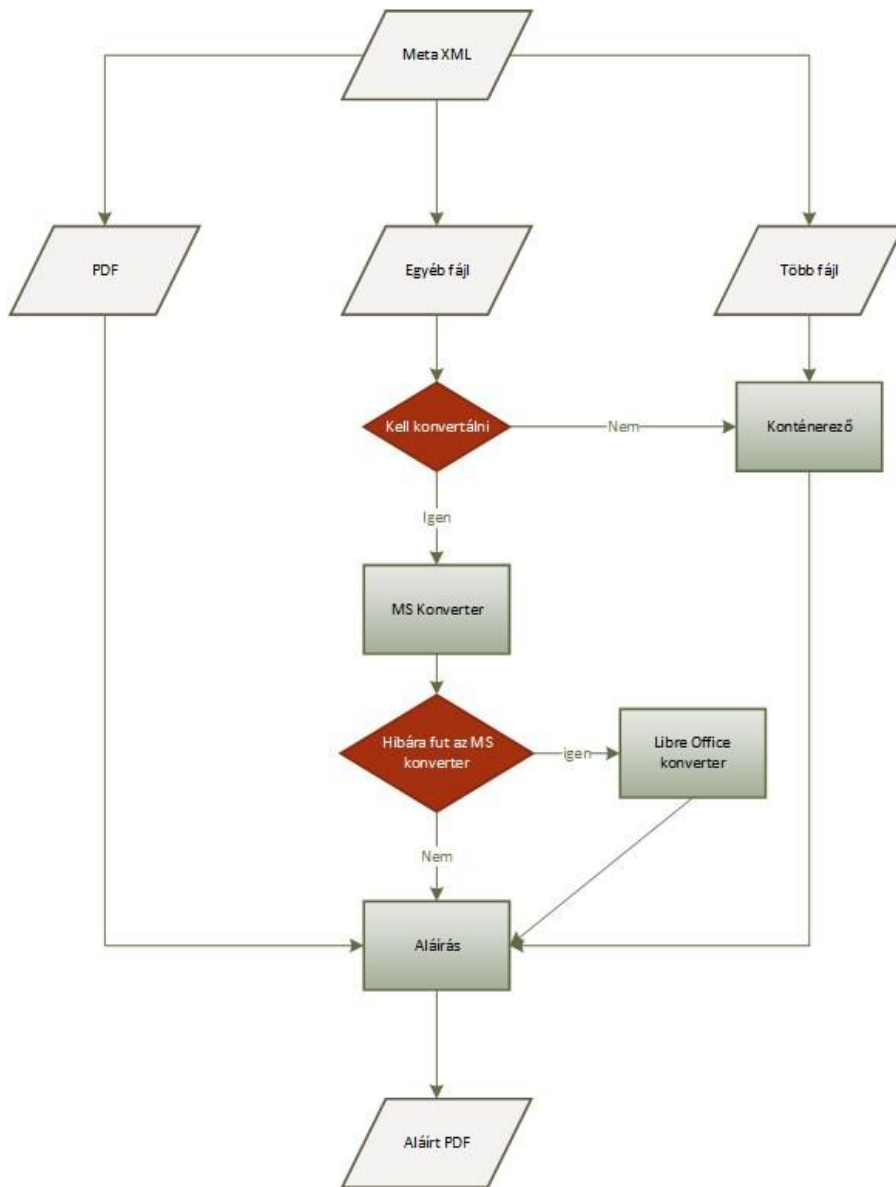 Meta XML
PDF
Egyéb fájl
Több fájl
Kell konvertálni
Nem
Konténerező
Igen
MS Konverter
Hibára fut az MS
konverter
igen
Libre Office
konverter
Nem
Aláírás
Aláírt PDF